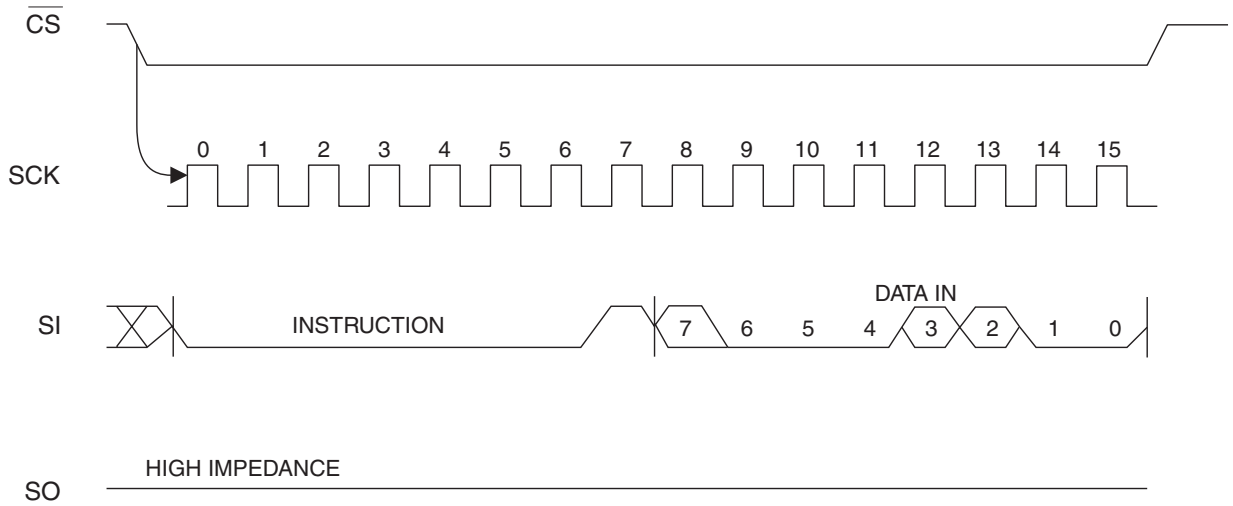 CS
SCK
0 1 2 3 4 5 6 7 8 9 10 11 12 13 14 15
DATA IN
SI
INSTRUCTION
7 6 5 4 3 2 1 0
HIGH IMPEDANCE
SO